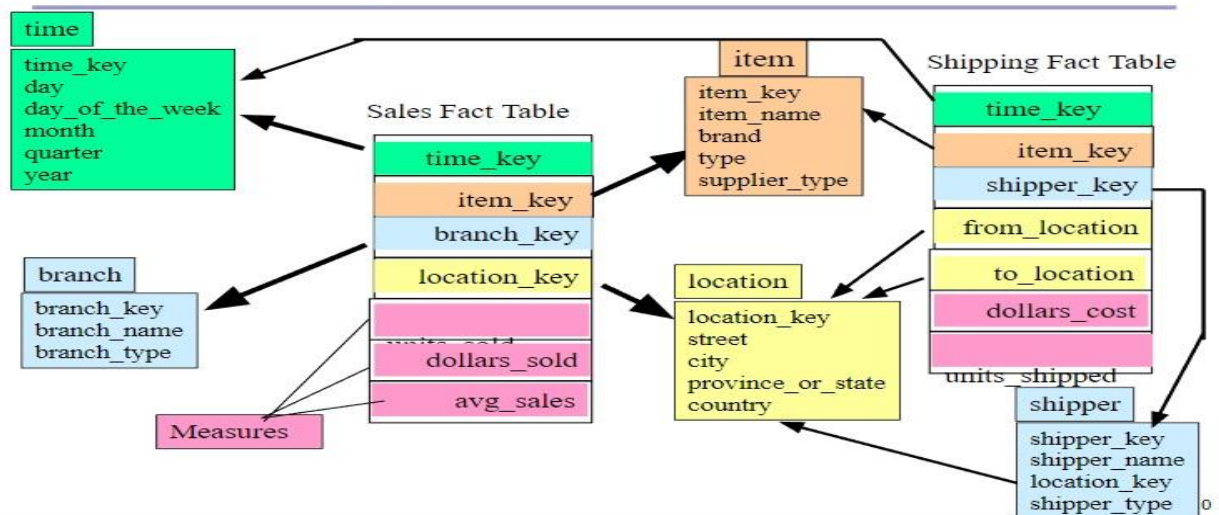 time
time_key
day
day_of_the_week
month
quarter
year
Sales Fact Table
time_key
item_key
branch_key
location_key
units_sold
dollars_sold
avg_sales
Measures
branch
branch_key
branch_name
branch_type
item
item_key
item_name
brand
type
supplier_type
location
location_key
street
city
province_or_state
country
Shipping Fact Table
time_key
item_key
shipper_key
from_location
to_location
dollars_cost
units_shipped
shipper
shipper_key
shipper_name
location_key
shipper_type
0